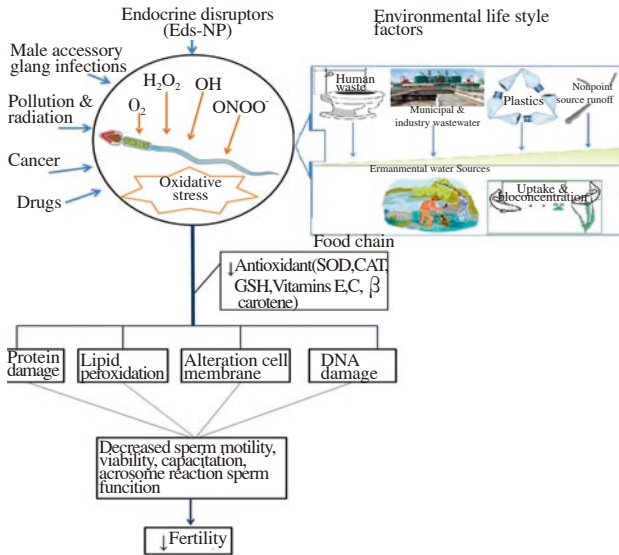 Endocrine disruptors
(Eds-NP)
Environmental life style
factors
Male accessory
glang infections
Pollution &
radiation
Cancer
Drugs
H₂O₂
OH
O₂
ONOO⁻
Oxidative
stress
Human
waste
Municipal &
industry wastewater
Plastics
Nonpoint
source runoff
Ermanmental water Sources
Uptake &
bloconcentration
Food chain
↓Antioxidant(SOD,CAT,
GSH,Vitamins E,C, β
carotene)
Protein
damage
Lipid
peroxidation
Alteration cell
membrane
DNA
damage
Decreased sperm motility,
viability, capacitation,
acrosome reaction sperm
funcition
↓Fertility